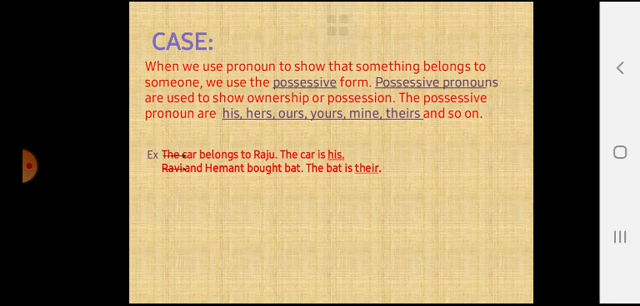 CASE:
When we use pronoun to show that something belongs to
someone, we use the possessive form. Possessive pronouns
are used to show ownership or possession. The possessive
pronoun are his, hers, ours, yours, mine, theirs and so on.
Ex The car belongs to Raju. The car is his.
Ravi and Hemant bought bat. The bat is their.